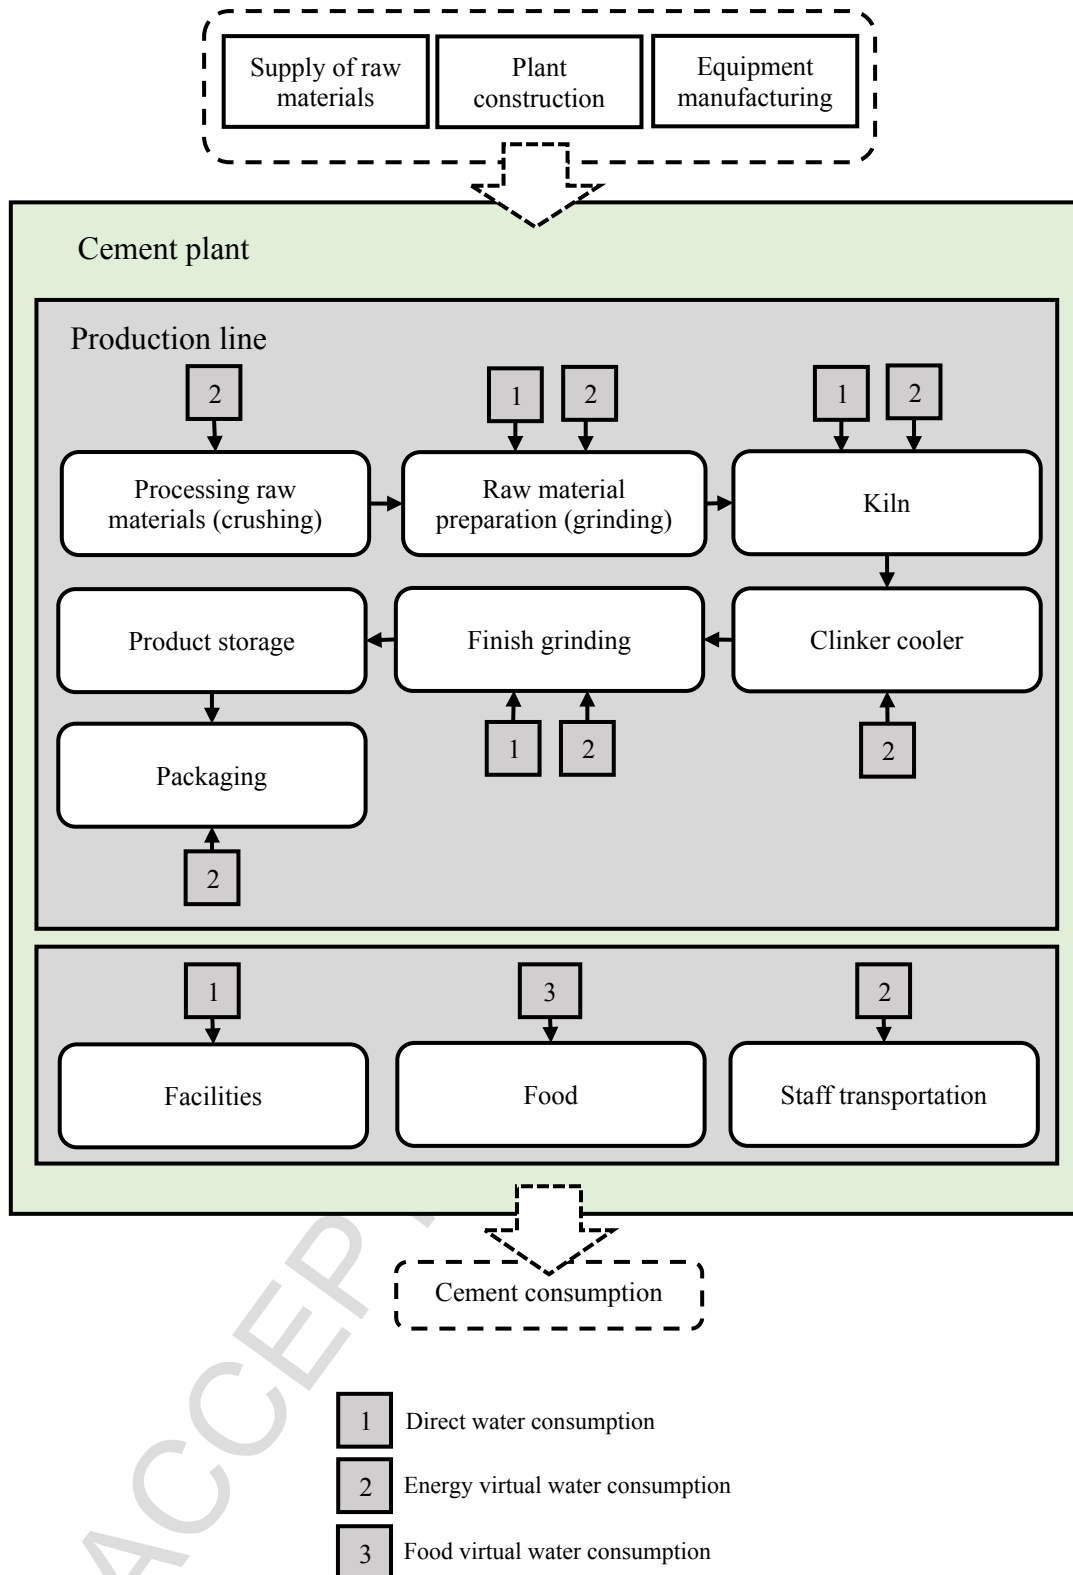 Supply of raw
materials
Plant
construction
Equipment
manufacturing
Cement plant
Production line
2
1
2
1
2
Processing raw
materials (crushing)
Raw material
preparation (grinding)
Kiln
Product storage
Finish grinding
Clinker cooler
1
2
2
Packaging
2
1
3
2
Facilities
Food
Staff transportation
Cement consumption
ACCEP
1 Direct water consumption
2 Energy virtual water consumption
3 Food virtual water consumption